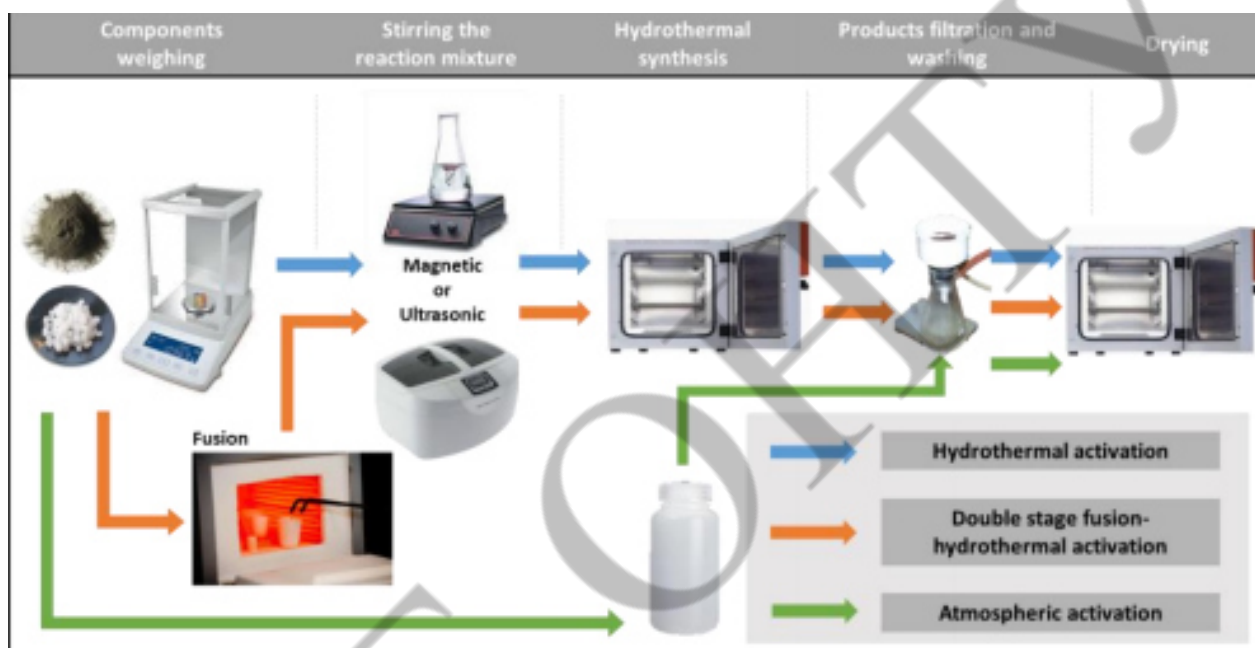 Components
weighing
Stirring the
reaction mixture
Hydrothermal
synthesis
Products filtration and
washing
Drying
Magnetic
or
Ultrasonic
Fusion
Hydrothermal activation
Double stage fusion-
hydrothermal activation
Atmospheric activation